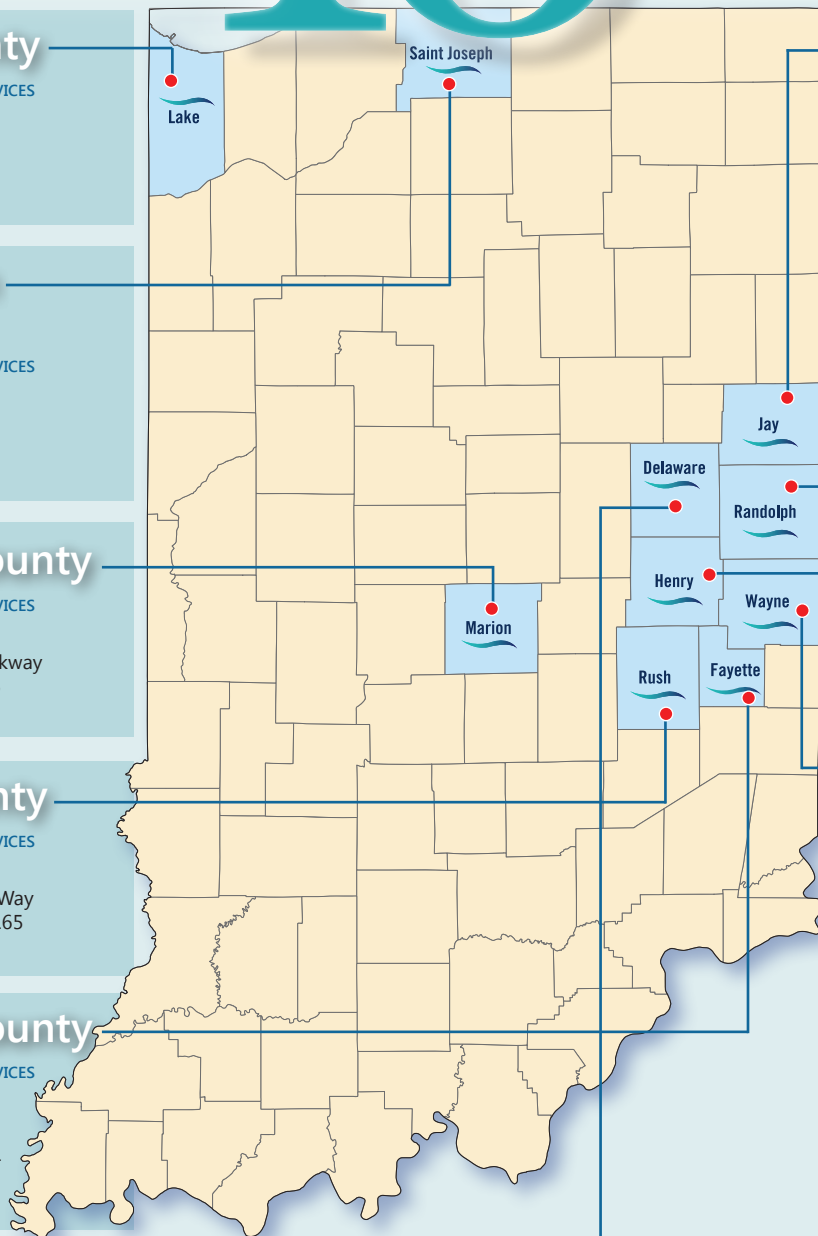 ty
VICES
VICES
ounty
VICES
kway
nty
VICES
Way
.65
ounty
VICES
Saint Joseph
Lake
Jay
Delaware
Randolph
Henry
Wayne
Marion
Rush
Fayette